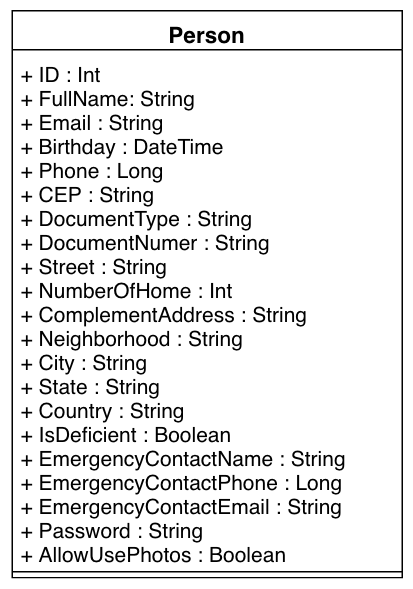 Person
+ ID : Int
+ FullName: String
+ Email : String
+ Birthday : DateTime
+ Phone : Long
+ CEP : String
+ DocumentType : String
+ DocumentNumer : String
+ Street : String
+ NumberOfHome : Int
+ ComplementAddress : String
+ Neighborhood : String
+ City : String
+ State : String
+ Country : String
+ IsDeficient : Boolean
+ EmergencyContactName : String
+ EmergencyContactPhone : Long
+ EmergencyContactEmail : String
+ Password : String
+ AllowUsePhotos : Boolean